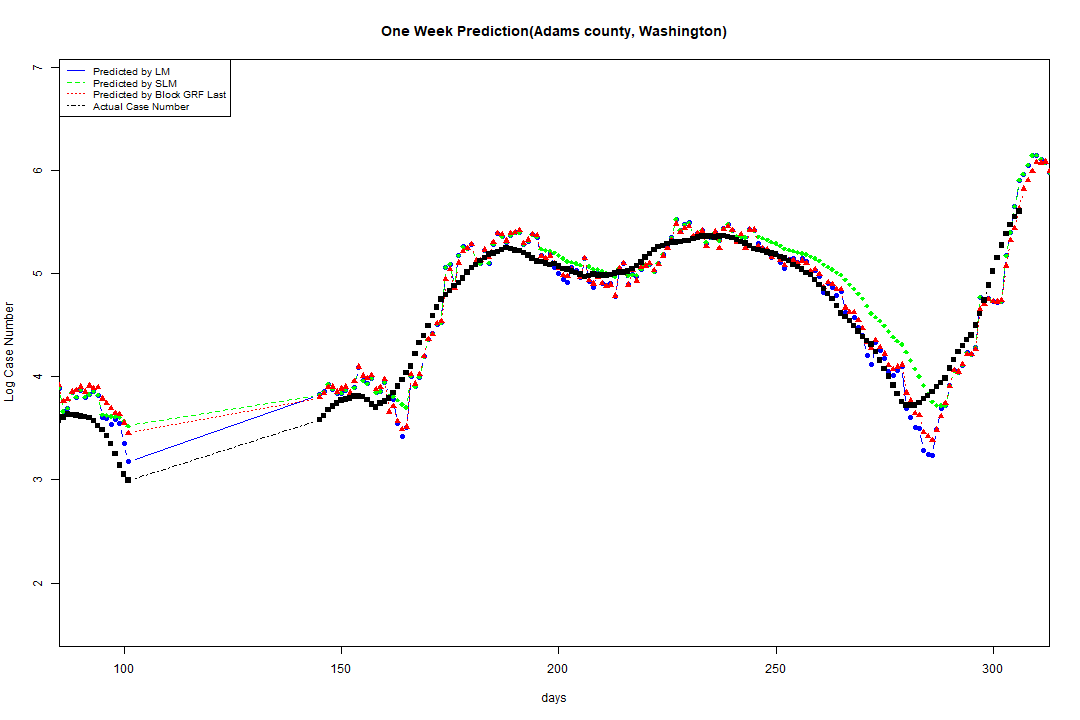 One Week Prediction(Adams county, Washington)
Predicted by LM
Predicted by SLM
Predicted by Block GRF Last
Actual Case Number
7
6
5
4
3
2
Log Case Number
100 150 200 250 300
days